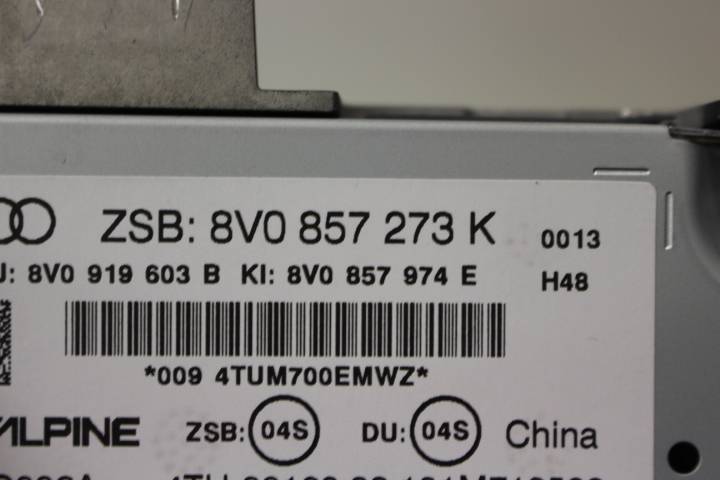 ZSB: 8V0 857 273 K 0013
8V0 919 603 B KI: 8V0 857 974 E H48
*009 4TUM700EMWZ*
ALPINE ZSB: 04S DU: 04S China